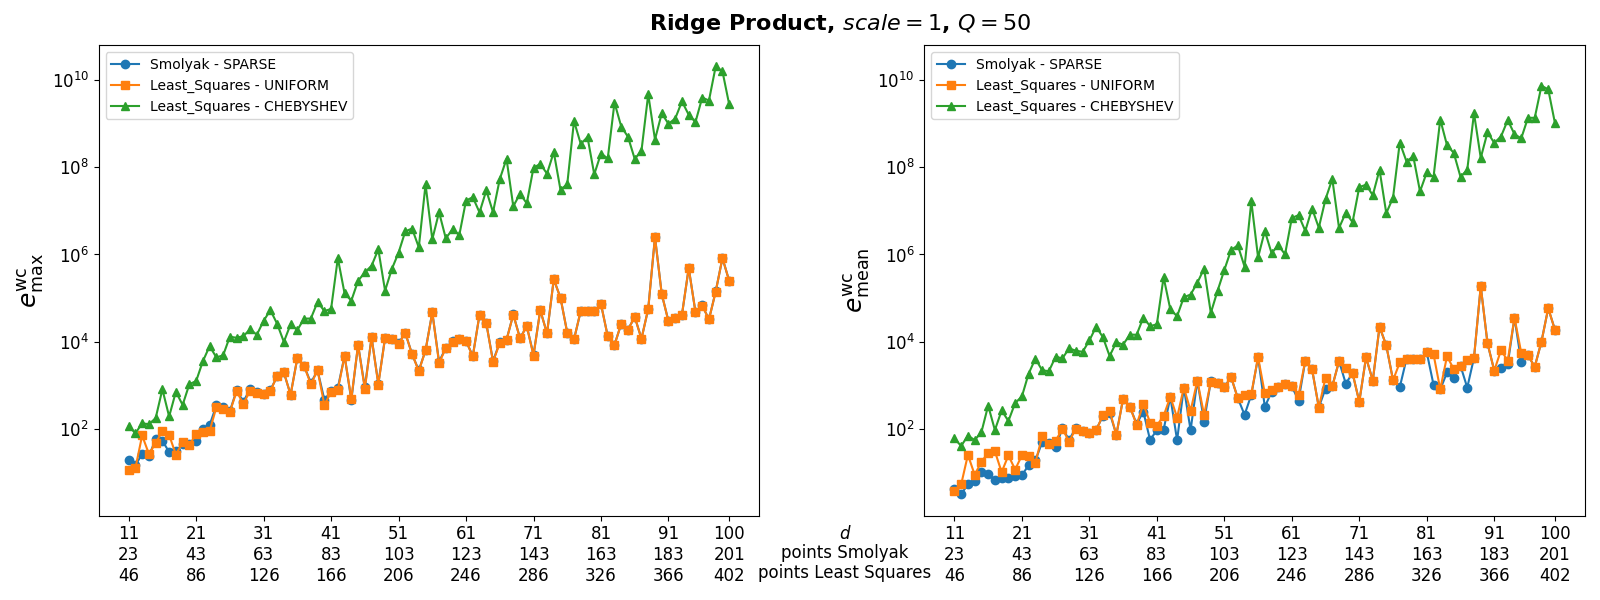 Ridge Product, scale = 1, Q = 50
Smolyak - SPARSE
Least_Squares - UNIFORM
Least_Squares - CHEBYSHEV
10^10
10^8
10^6
10^4
10^2
e^wc_max
11 21 31 41 51 61 71 81 91 100
23 43 63 83 103 123 143 163 183 201
46 86 126 166 206 246 286 326 366 402
d
points Smolyak
points Least Squares
Smolyak - SPARSE
Least_Squares - UNIFORM
Least_Squares - CHEBYSHEV
10^10
10^8
10^6
10^4
10^2
e^wc_mean
11 21 31 41 51 61 71 81 91 100
23 43 63 83 103 123 143 163 183 201
46 86 126 166 206 246 286 326 366 402